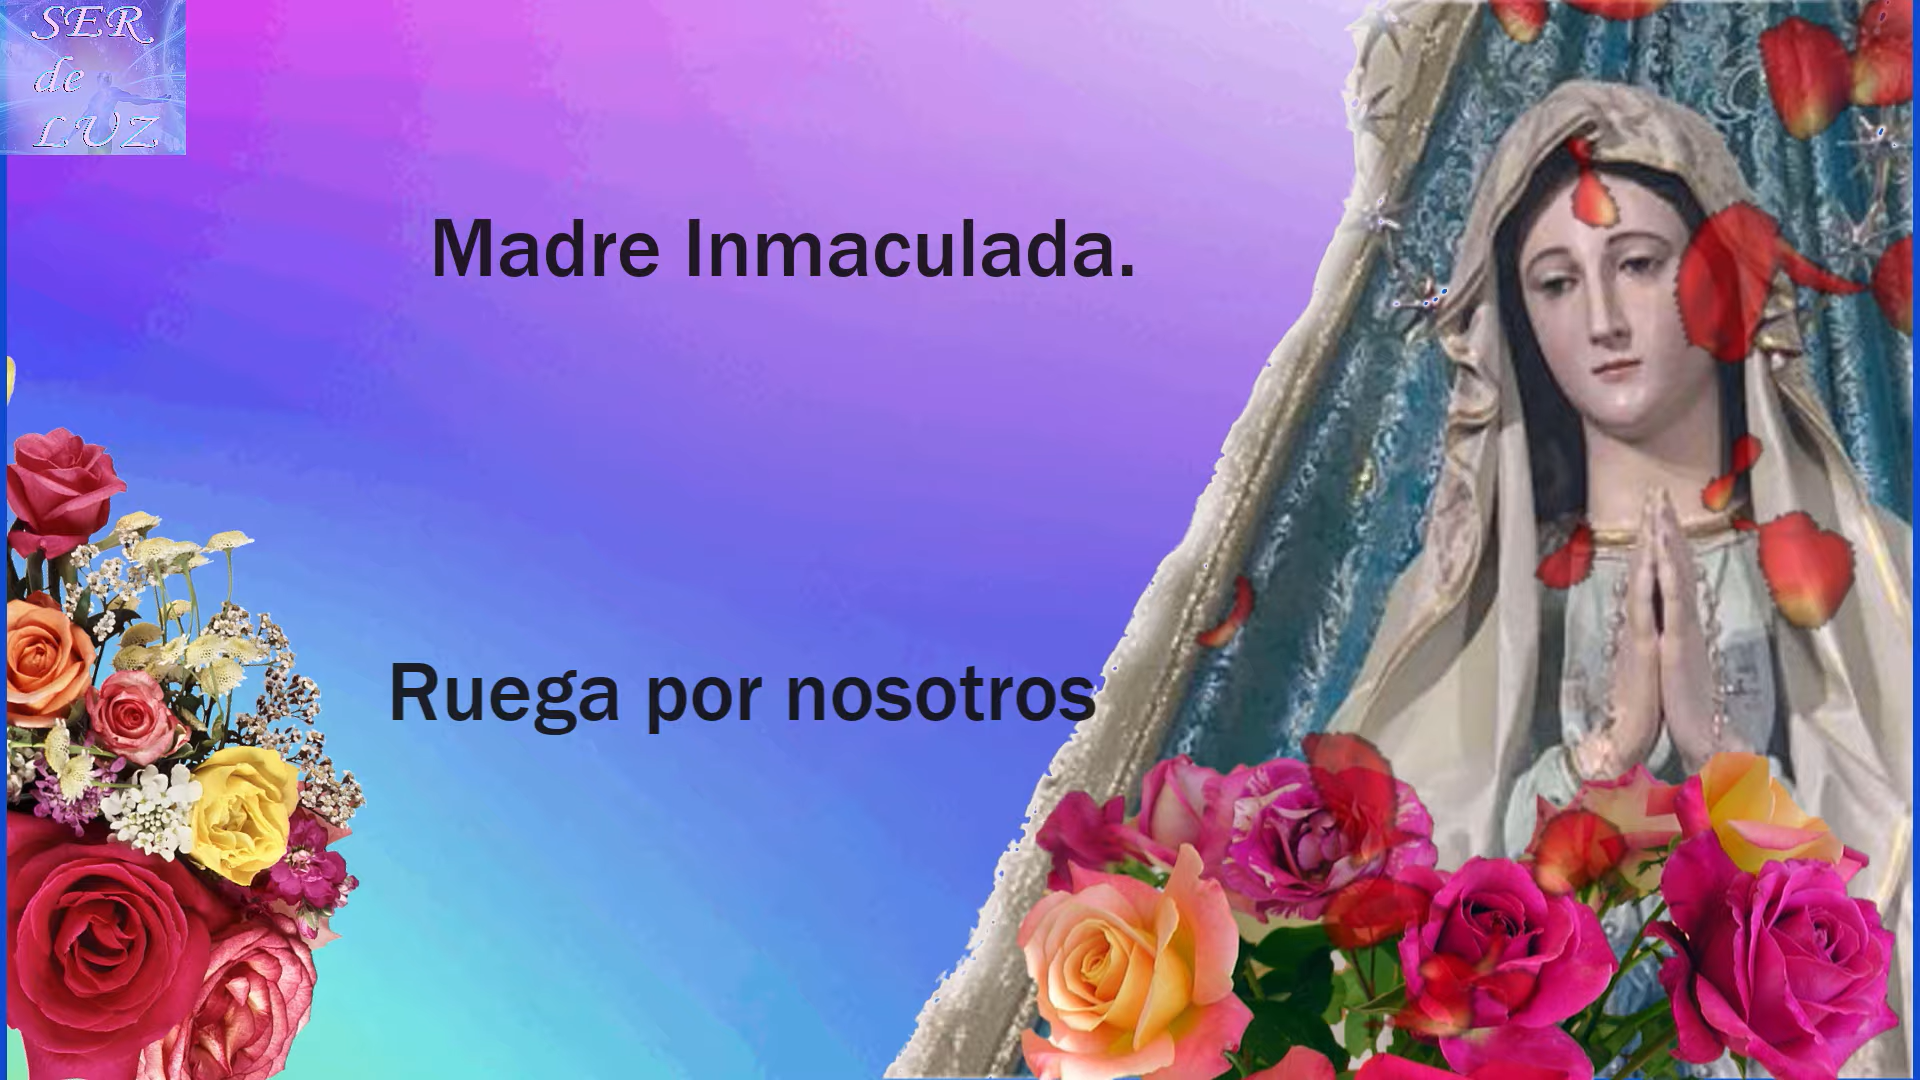 SER
de
LUZ
Madre Inmaculada.
Ruega por nosotros